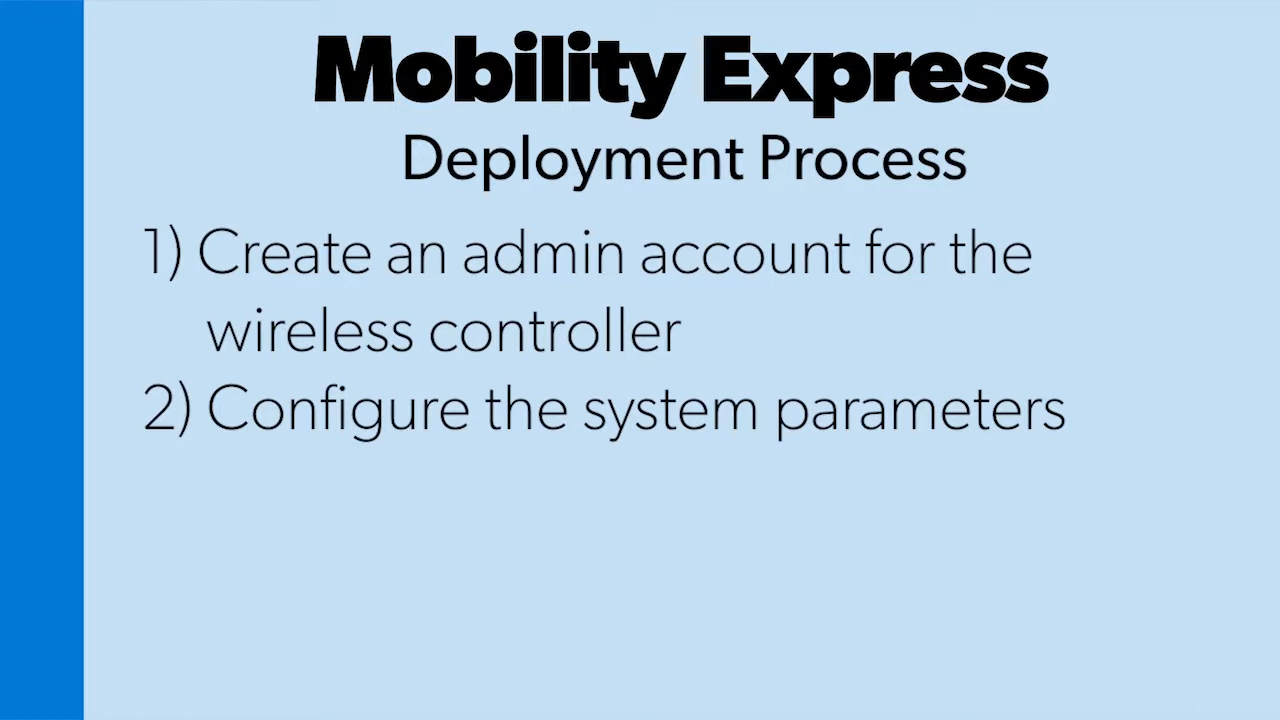 Mobility Express
Deployment Process
1) Create an admin account for the
wireless controller
2) Configure the system parameters